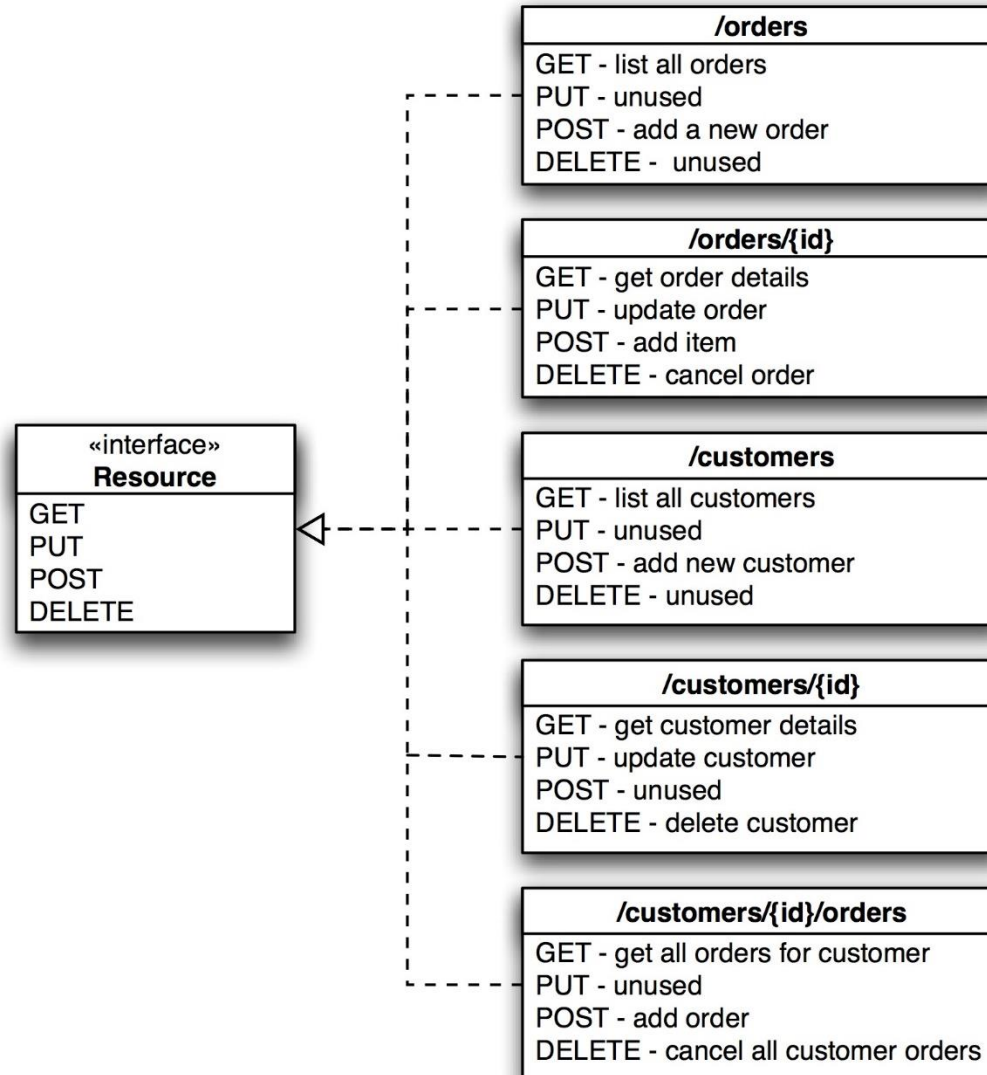 «interface»
Resource
GET
PUT
POST
DELETE
/orders
GET - list all orders
PUT - unused
POST - add a new order
DELETE -  unused
/orders/{id}
GET - get order details
PUT - update order
POST - add item
DELETE - cancel order
/customers
GET - list all customers
PUT - unused
POST - add new customer
DELETE - unused
/customers/{id}
GET - get customer details
PUT - update customer
POST - unused
DELETE - delete customer
/customers/{id}/orders
GET - get all orders for customer
PUT - unused
POST - add order
DELETE - cancel all customer orders